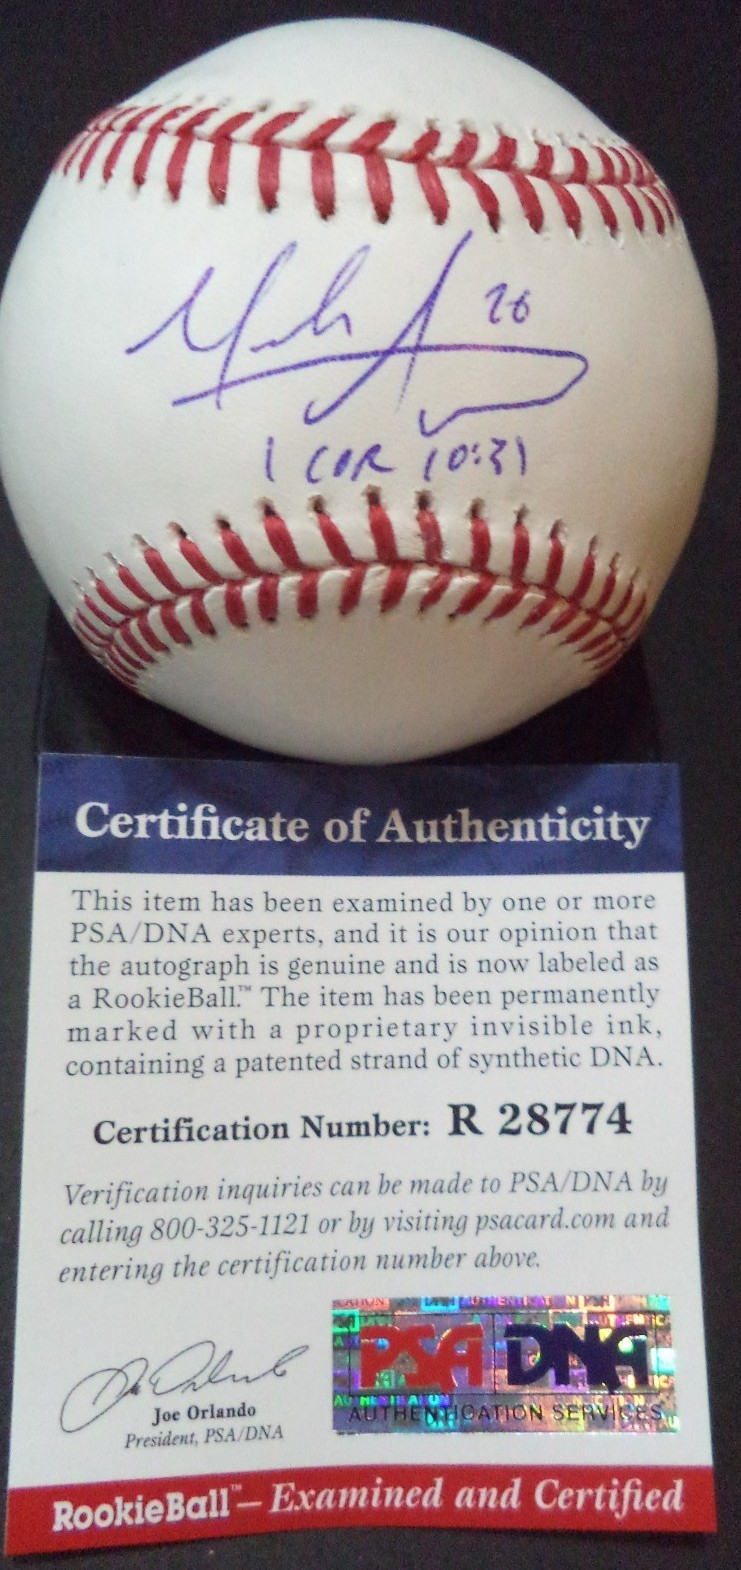 26
1 COR 10:31
Certificate of Authenticity
This item has been examined by one or more
PSA/DNA experts, and it is our opinion that
the autograph is genuine and is now labeled as
a RookieBall.™ The item has been permanently
marked with a proprietary invisible ink,
containing a patented strand of synthetic DNA.
Certification Number: R 28774
Verification inquiries can be made to PSA/DNA by
calling 800-325-1121 or by visiting psacard.com and
entering the certification number above.
PSA DNA
AUTHENTICATION SERVICES
Joe Orlando
President, PSA/DNA
RookieBall™— Examined and Certified